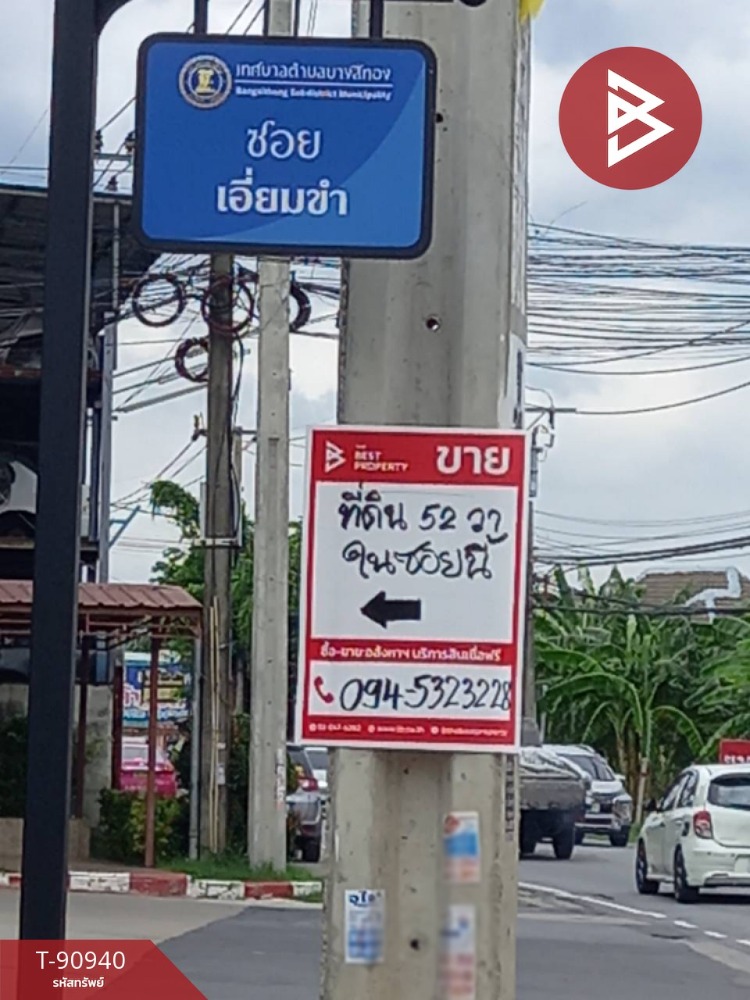 เทศบาลตำบลบางสีทอง
Bangsithong Subdistrict Municipality
ซอย
เอี่ยมขำ
THE
BEST
PROPERTY
ขาย
ที่ดิน 52 วา
ในซอยนี้
ซื้อ-ขาย อสังหาฯ บริการสินเชื่อฟรี
094-5323228
T-90940
รหัสทรัพย์